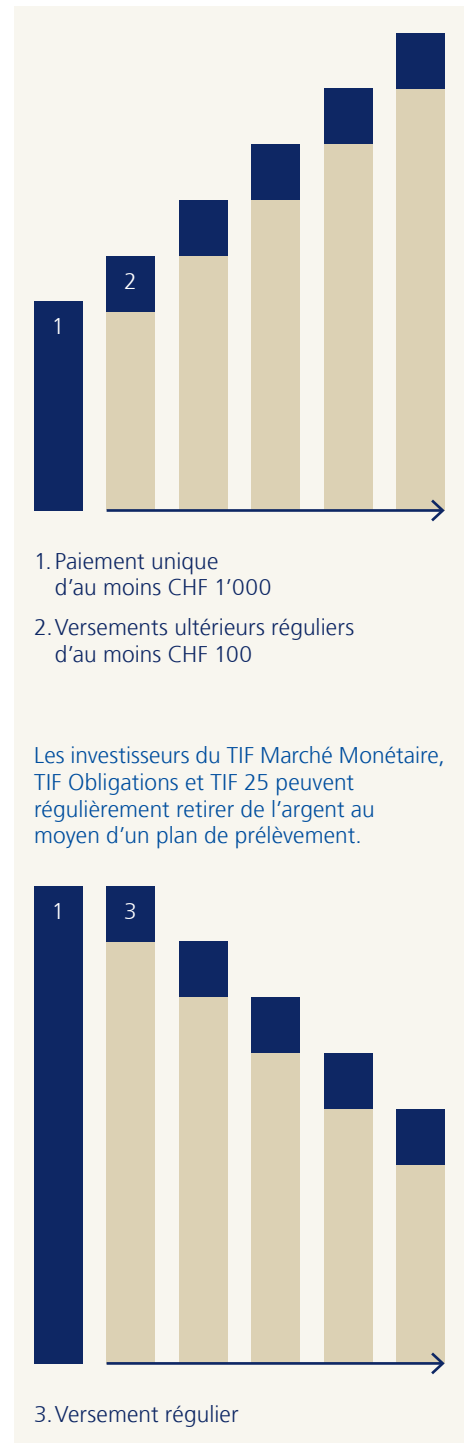 2
1
1. Paiement unique
d’au moins CHF 1’000
2. Versements ultérieurs réguliers
d’au moins CHF 100
Les investisseurs du TIF Marché Monétaire,
TIF Obligations et TIF 25 peuvent
régulièrement retirer de l’argent au
moyen d’un plan de prélèvement.
1 3
3. Versement régulier